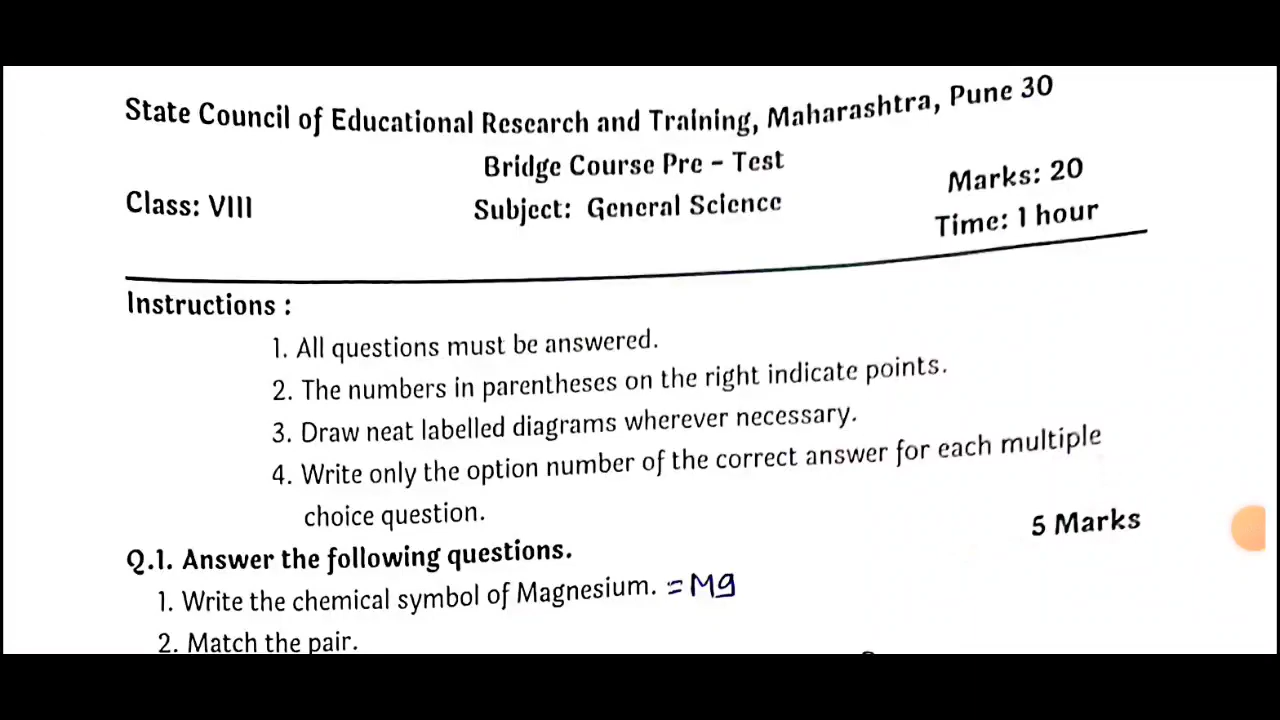 State Council of Educational Research and Training, Maharashtra, Pune 30
Bridge Course Pre - Test
Class: VIII Subject: General Science Marks: 20
Time: 1 hour
Instructions :
1. All questions must be answered.
2. The numbers in parentheses on the right indicate points.
3. Draw neat labelled diagrams wherever necessary.
4. Write only the option number of the correct answer for each multiple
choice question.
5 Marks
Q.1. Answer the following questions.
1. Write the chemical symbol of Magnesium. = Mg
2. Match the pair.